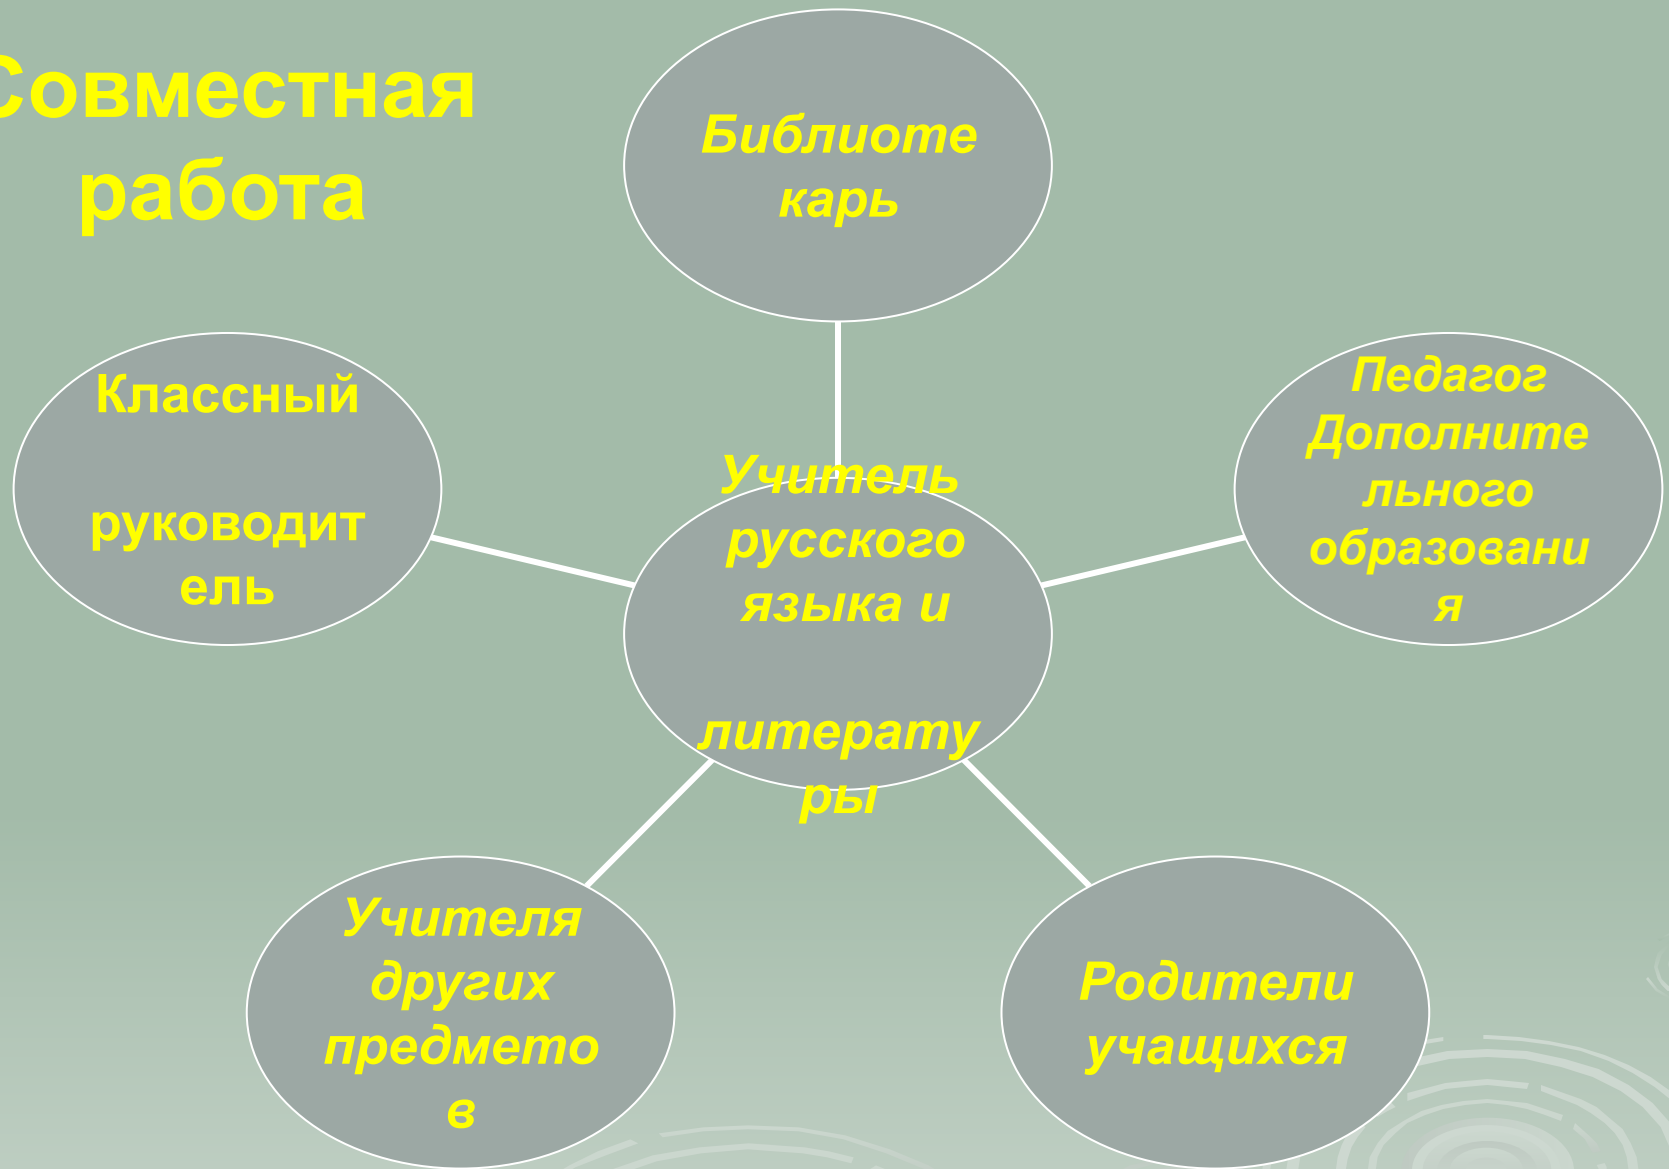 Совместная
работа
Библиоте
карь
Классный
руководит
ель
Педагог
Дополните
льного
образовани
я
Учитель
русского
языка и
литерату
ры
Учителя
других
предмето
в
Родители
учащихся